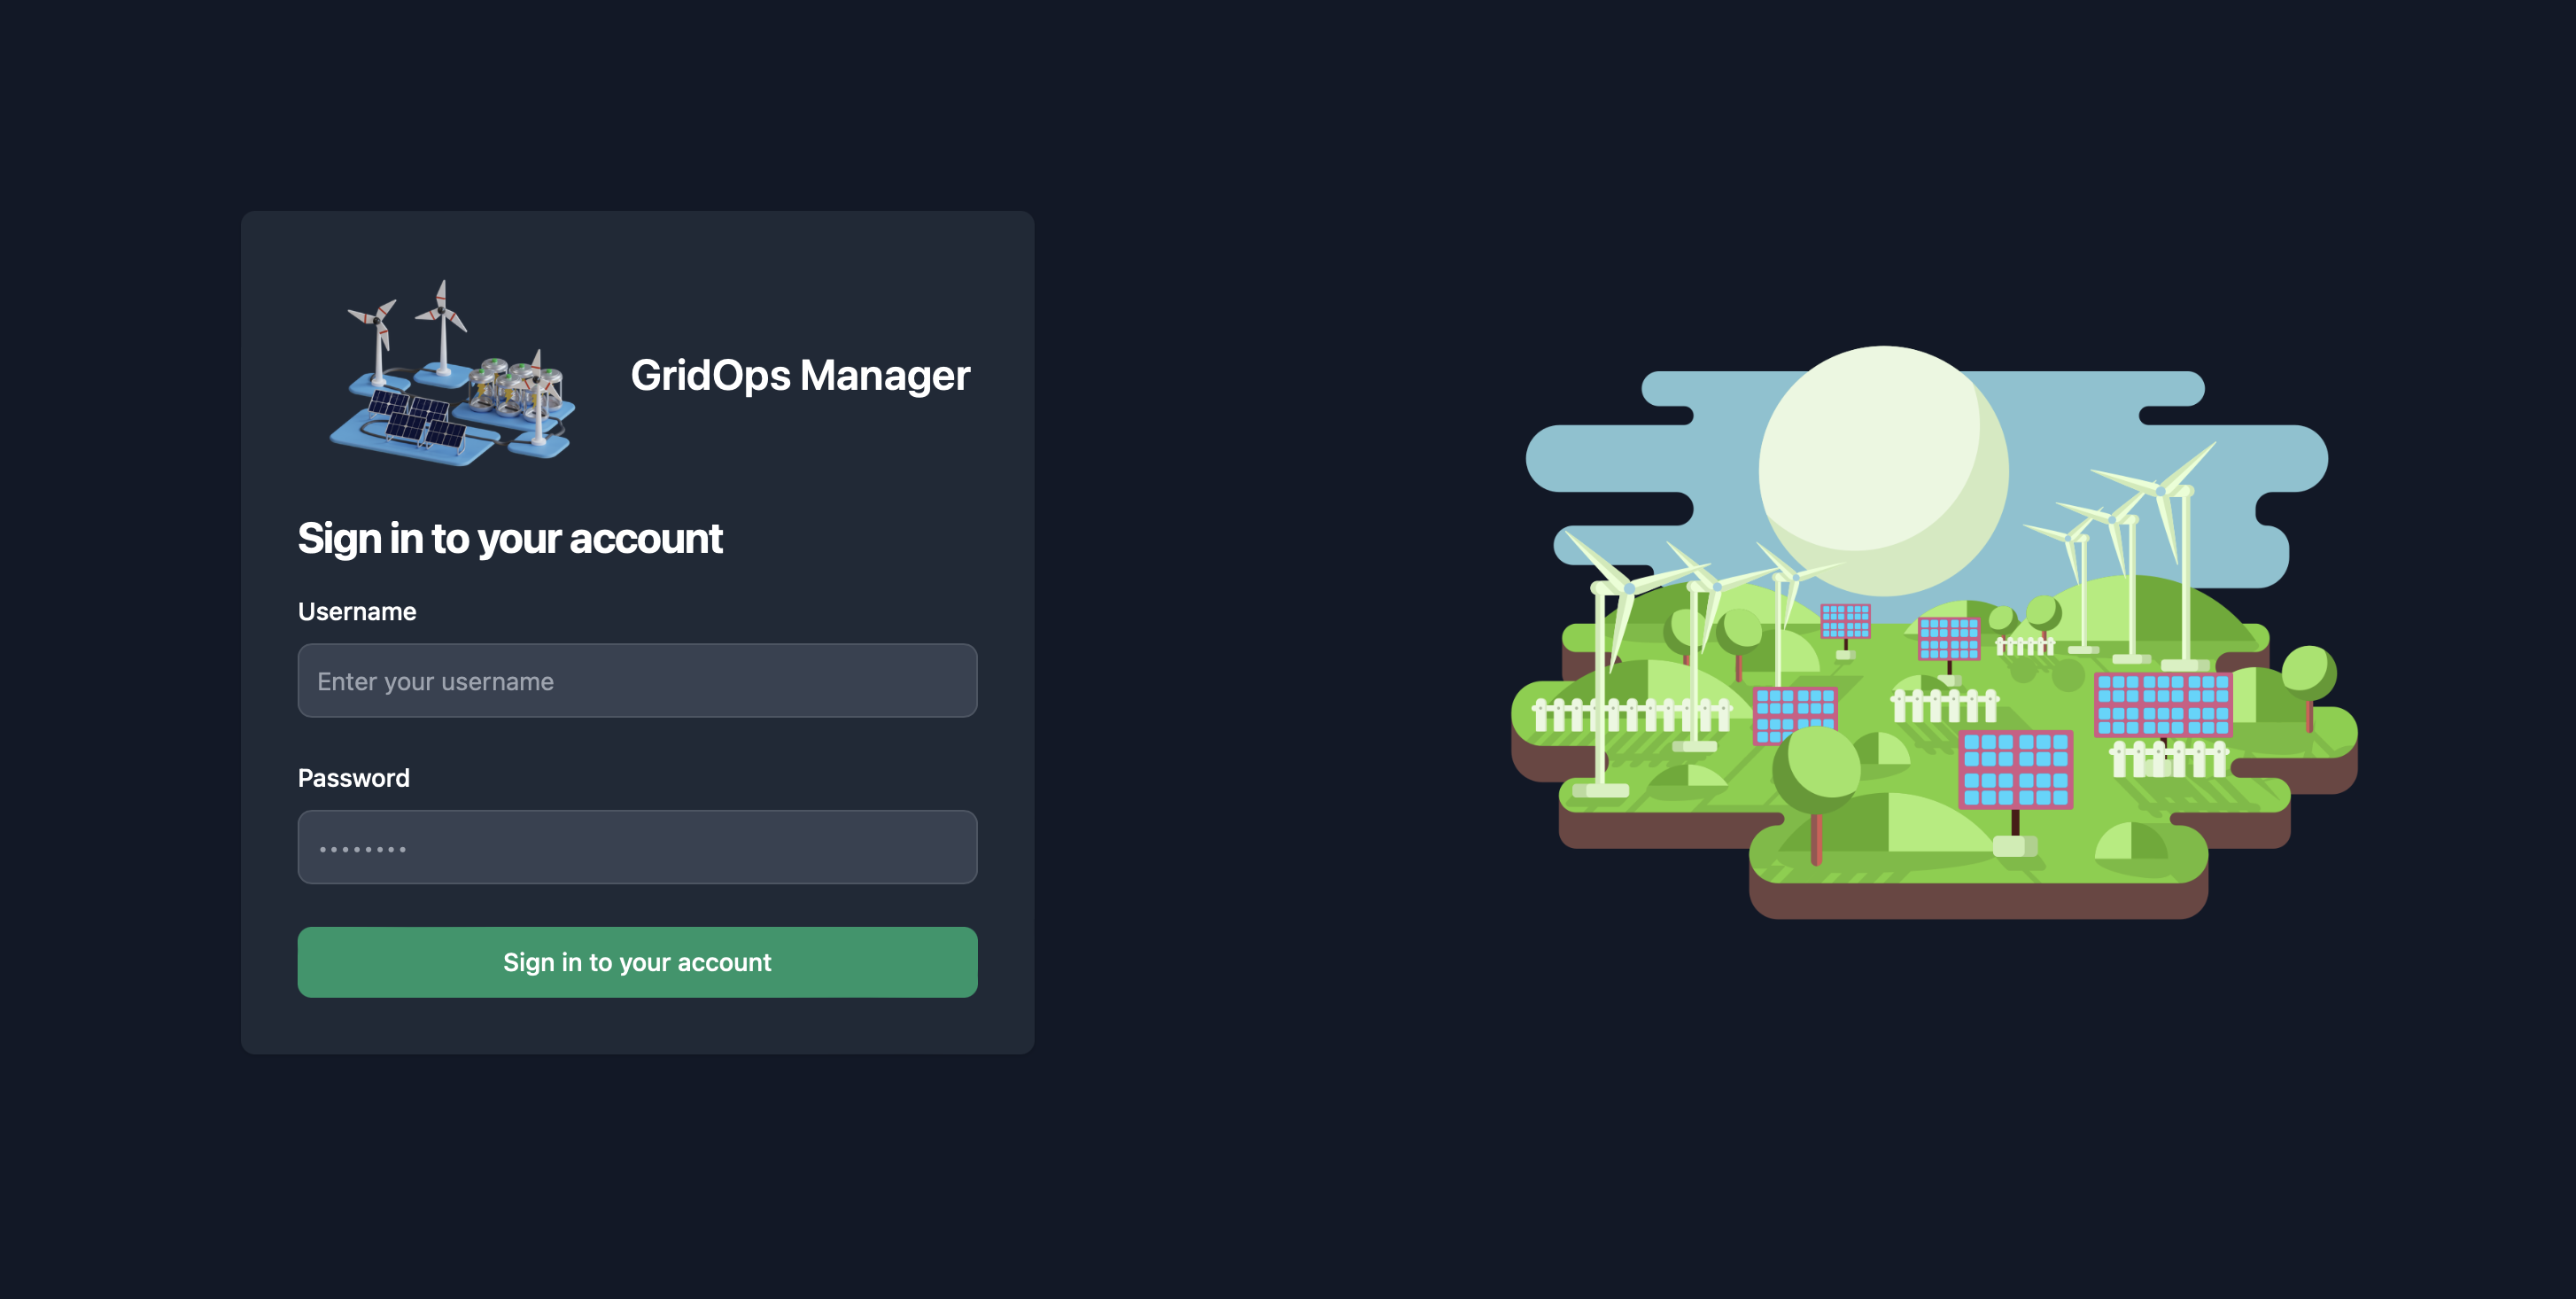 GridOps Manager
Sign in to your account
Username
Enter your username
Password
••••••••
Sign in to your account